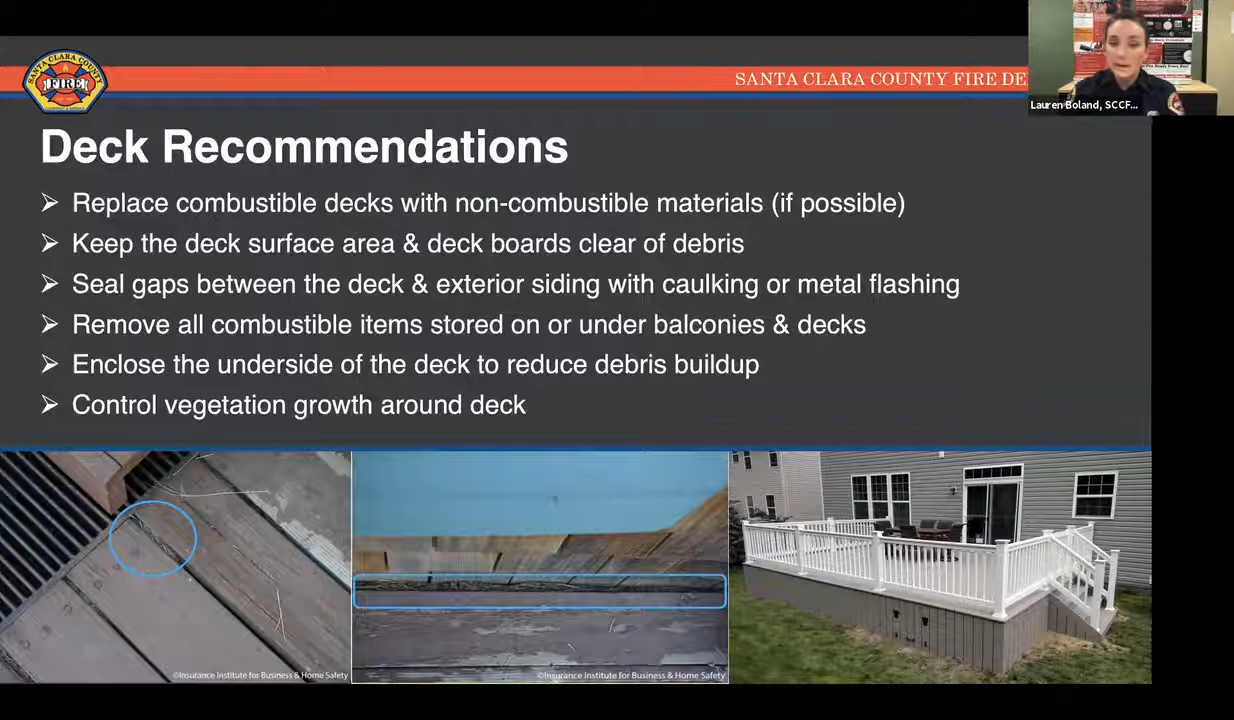 SANTA CLARA COUNTY
FIRE
SANTA CLARA COUNTY FIRE DE
Lauren Boland, SCCF...
Deck Recommendations
Replace combustible decks with non-combustible materials (if possible)
Keep the deck surface area & deck boards clear of debris
Seal gaps between the deck & exterior siding with caulking or metal flashing
Remove all combustible items stored on or under balconies & decks
Enclose the underside of the deck to reduce debris buildup
Control vegetation growth around deck
©Insurance Institute for Business & Home Safety
©Insurance Institute for Business & Home Safety